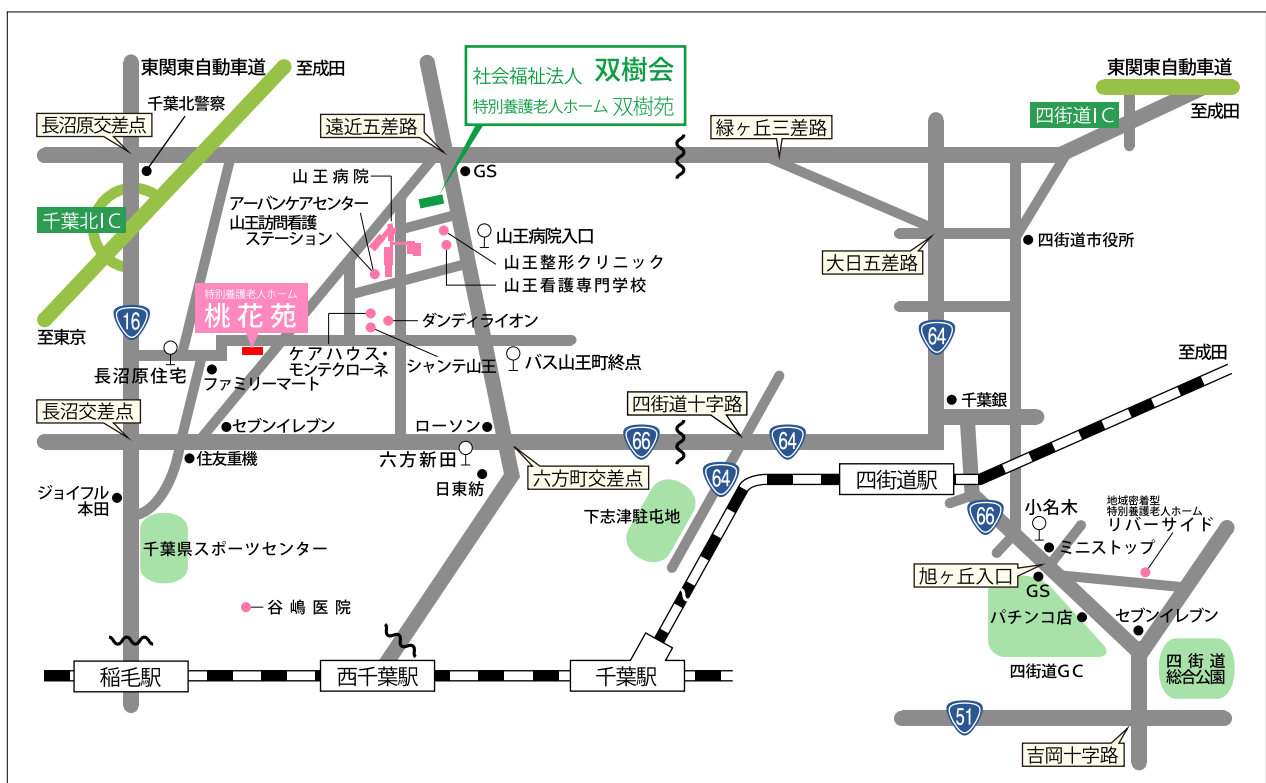 東関東自動車道
至成田
千葉北警察
長沼原交差点
遠近五差路
社会福祉法人 双樹会
特別養護老人ホーム 双樹苑
緑ヶ丘三差路
東関東自動車道
四街道IC
至成田
GS
山王病院
アーバンケアセンター
山王訪問看護
ステーション
千葉北IC
山王病院入口
山王整形クリニック
山王看護専門学校
四街道市役所
大日五差路
特別養護老人ホーム
桃花苑
16
至東京
ダンディライオン
64
至成田
長沼原住宅
ファミリーマート
ケアハウス・
モンテクローネ
シャンテ山王
バス山王町終点
長沼交差点
セブンイレブン
ローソン
四街道十字路
千葉銀
66
64
住友重機
六方新田
六方町交差点
日東紡
64
四街道駅
ジョイフル
本田
下志津駐屯地
66
小名木
地域密着型
特別養護老人ホーム
リバーサイド
千葉県スポーツセンター
ミニストップ
旭ヶ丘入口
GS
谷嶋医院
パチンコ店
セブンイレブン
稲毛駅
西千葉駅
千葉駅
四街道GC
四街道
総合公園
51
吉岡十字路